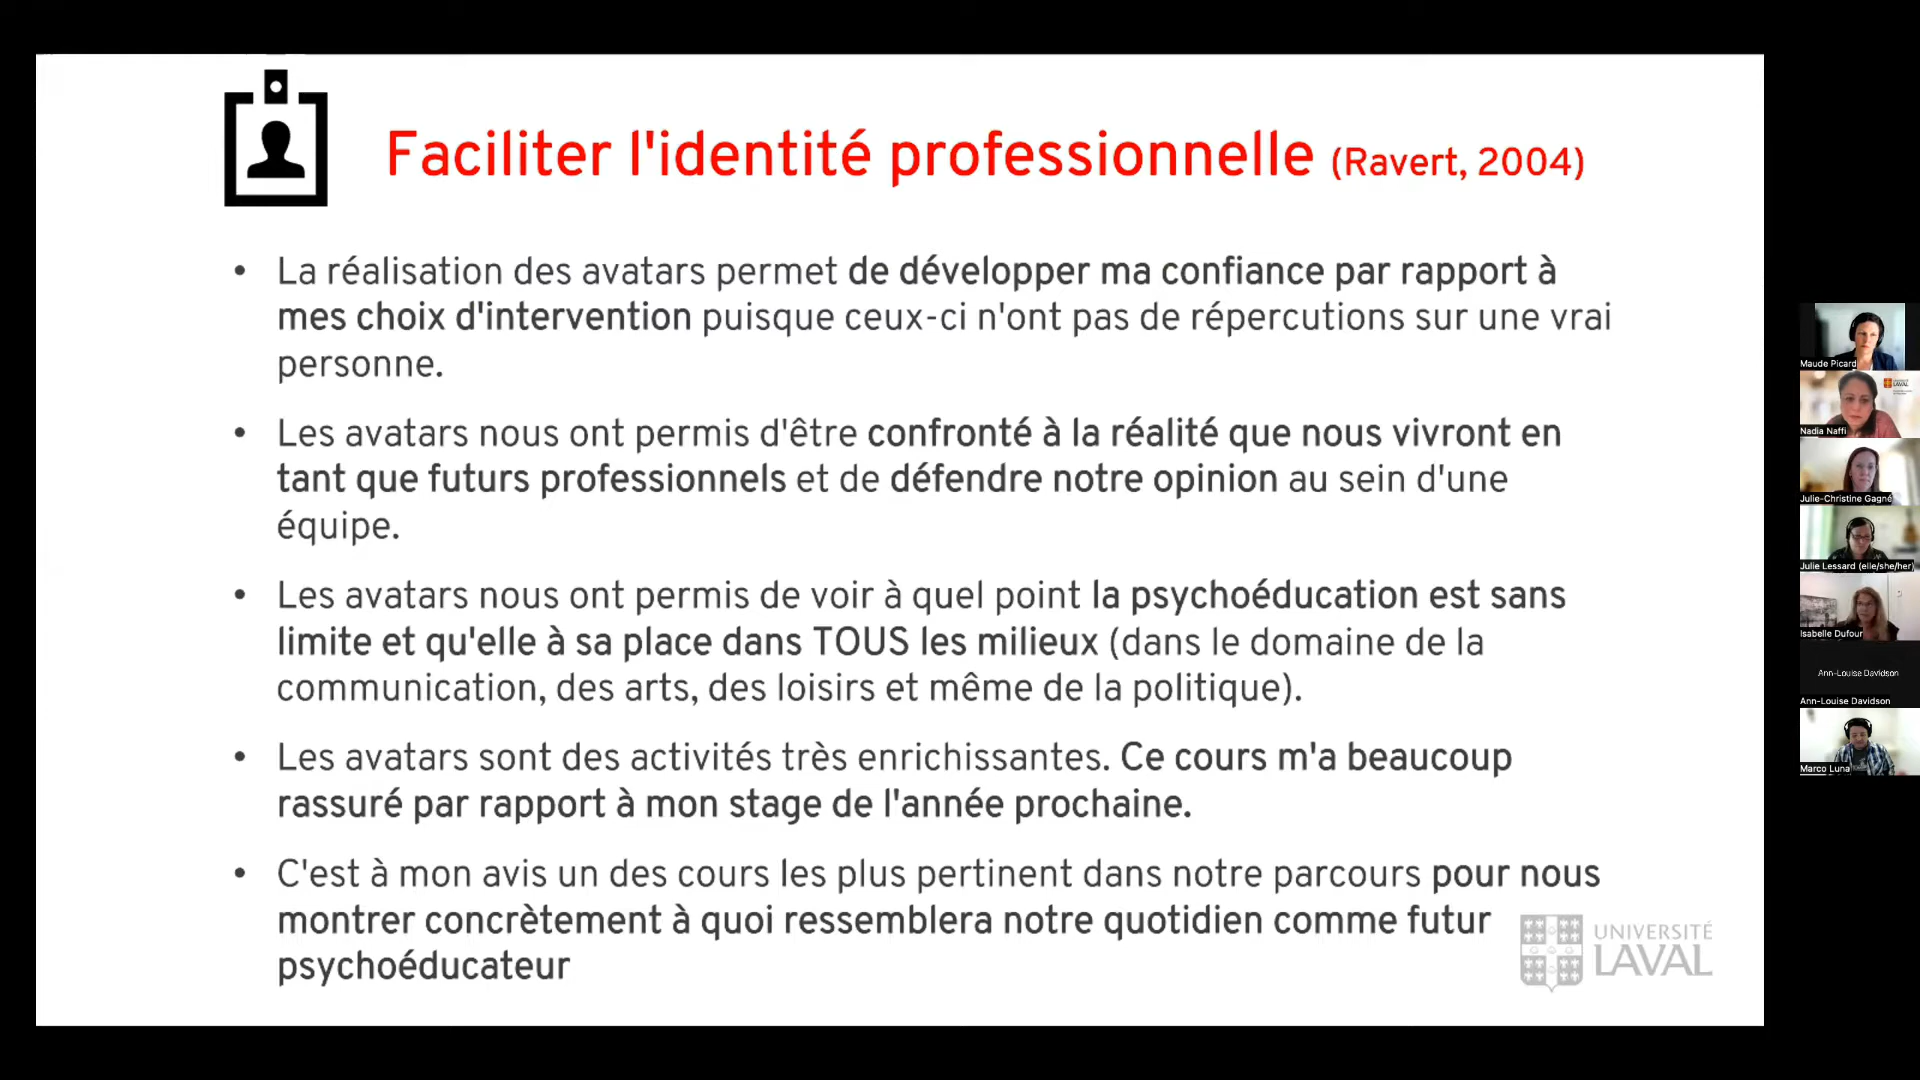 Faciliter l'identité professionnelle (Ravert, 2004)
• La réalisation des avatars permet de développer ma confiance par rapport à
mes choix d'intervention puisque ceux-ci n'ont pas de répercutions sur une vrai
personne.
• Les avatars nous ont permis d'être confronté à la réalité que nous vivront en
tant que futurs professionnels et de défendre notre opinion au sein d'une
équipe.
• Les avatars nous ont permis de voir à quel point la psychoéducation est sans
limite et qu'elle à sa place dans TOUS les milieux (dans le domaine de la
communication, des arts, des loisirs et même de la politique).
• Les avatars sont des activités très enrichissantes. Ce cours m'a beaucoup
rassuré par rapport à mon stage de l'année prochaine.
• C'est à mon avis un des cours les plus pertinent dans notre parcours pour nous
montrer concrètement à quoi ressemblera notre quotidien comme futur
psychoéducateur
UNIVERSITÉ
LAVAL
Maude Picard
LAVAL
Nadia Naffi
Julie-Christine Gagné
Julie Lessard (elle/she/her)
Isabelle Dufour
Ann-Louise Davidson
Ann-Louise Davidson
Marco Luna